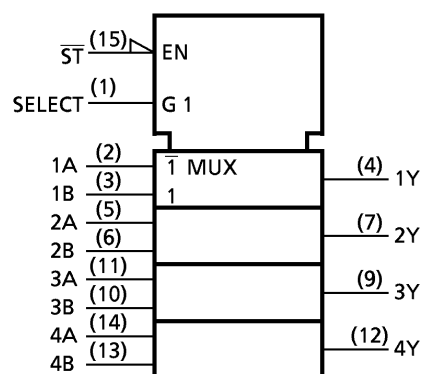 S̅T̅ (15) EN
SELECT (1) G 1
1A (2) 1̅ MUX (4) 1Y
1B (3) 1
2A (5) (7) 2Y
2B (6)
3A (11) (9) 3Y
3B (10)
4A (14) (12) 4Y
4B (13)